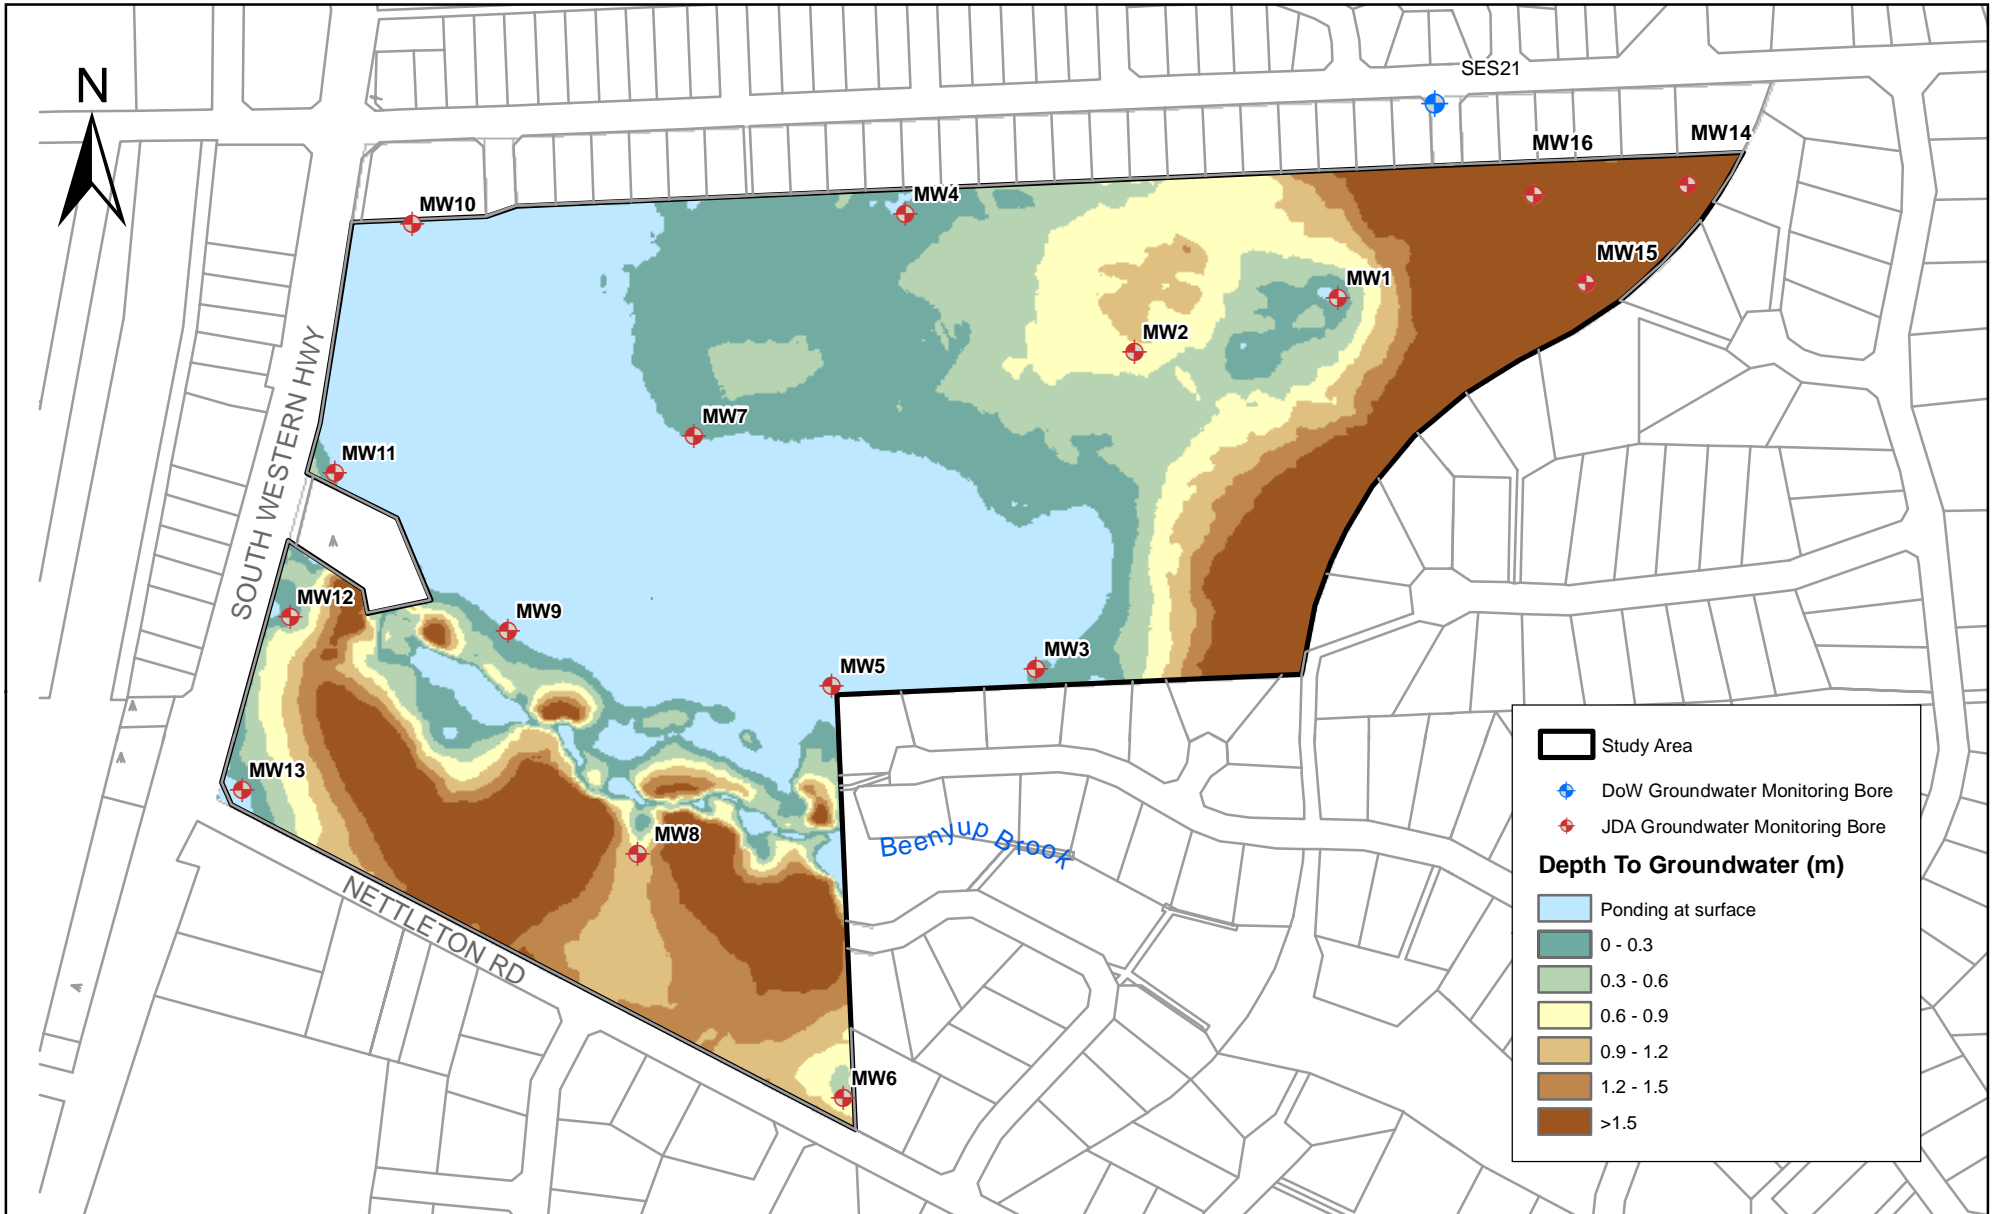 N
SES21
MW16
MW14
MW10
MW4
MW15
MW1
MW2
MW7
MW11
SOUTH WESTERN HWY
MW12
MW9
MW3
MW5
MW13
MW8
Beenyup Brook
NETTLETON RD
MW6
Study Area
DoW Groundwater Monitoring Bore
JDA Groundwater Monitoring Bore
Depth To Groundwater (m)
Ponding at surface
0 - 0.3
0.3 - 0.6
0.6 - 0.9
0.9 - 1.2
1.2 - 1.5
>1.5